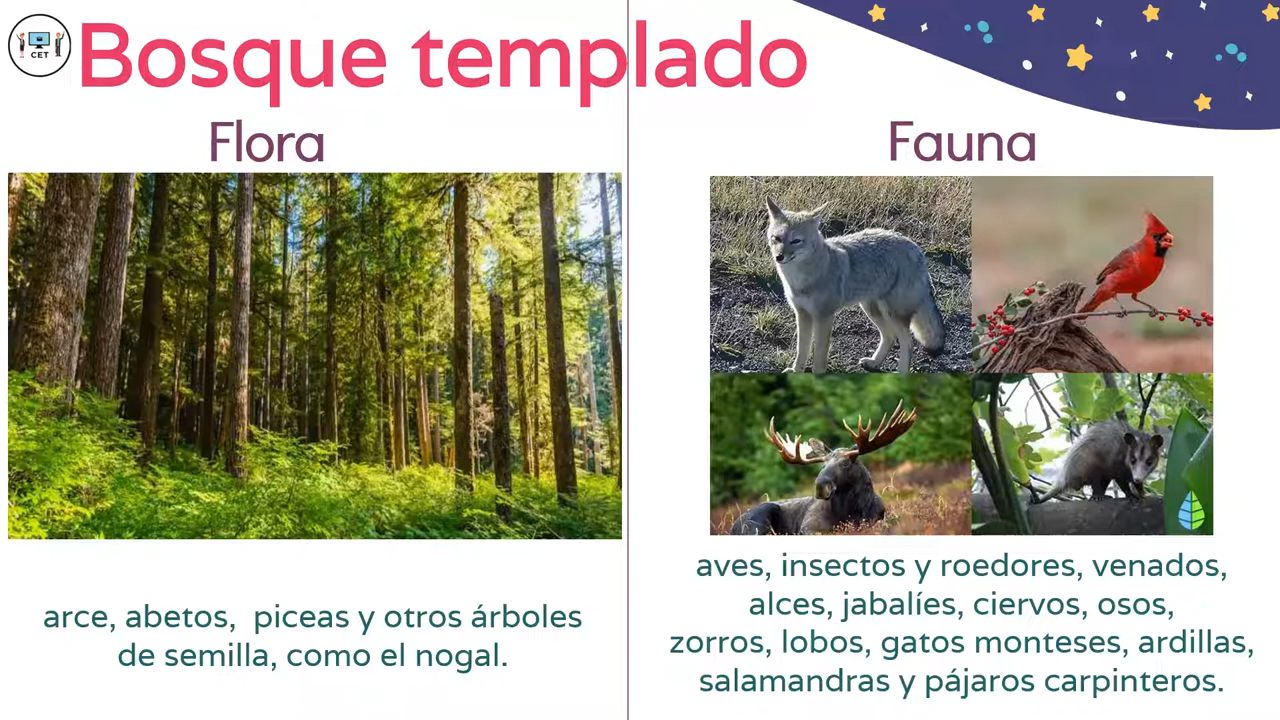 CET
Bosque templado
Flora
Fauna
arce, abetos,  piceas y otros árboles
de semilla, como el nogal.
aves, insectos y roedores, venados,
alces, jabalíes, ciervos, osos,
zorros, lobos, gatos monteses, ardillas,
salamandras y pájaros carpinteros.